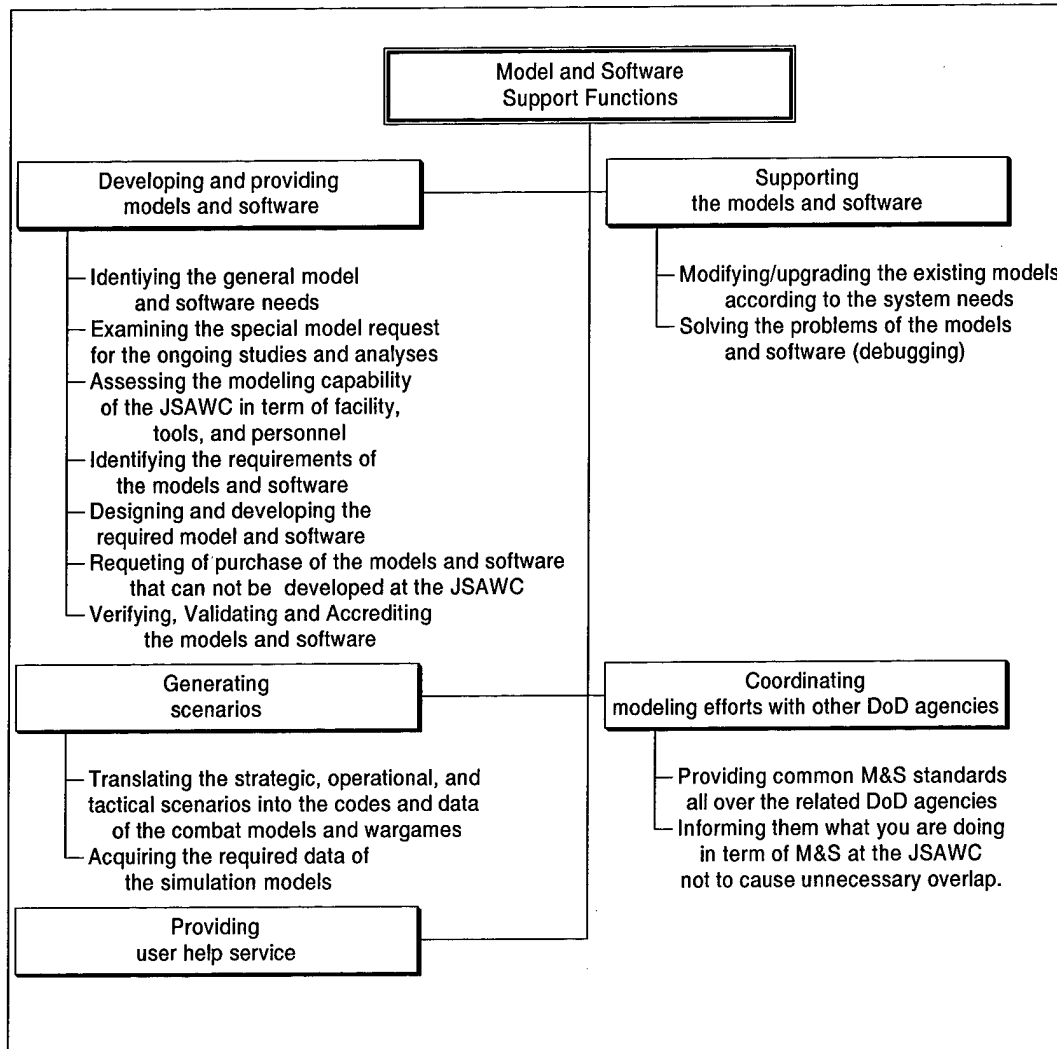 Model and Software
Support Functions
Developing and providing
models and software
Identiying the general model
and software needs
Examining the special model request
for the ongoing studies and analyses
Assessing the modeling capability
of the JSAWC in term of facility,
tools, and personnel
Identifying the requirements of
the models and software
Designing and developing the
required model and software
Requeting of purchase of the models and software
that can not be developed at the JSAWC
Verifying, Validating and Accrediting
the models and software
Supporting
the models and software
Modifying/upgrading the existing models
according to the system needs
Solving the problems of the models
and software (debugging)
Generating
scenarios
Translating the strategic, operational, and
tactical scenarios into the codes and data
of the combat models and wargames
Acquiring the required data of
the simulation models
Coordinating
modeling efforts with other DoD agencies
Providing common M&S standards
all over the related DoD agencies
Informing them what you are doing
in term of M&S at the JSAWC
not to cause unnecessary overlap.
Providing
user help service